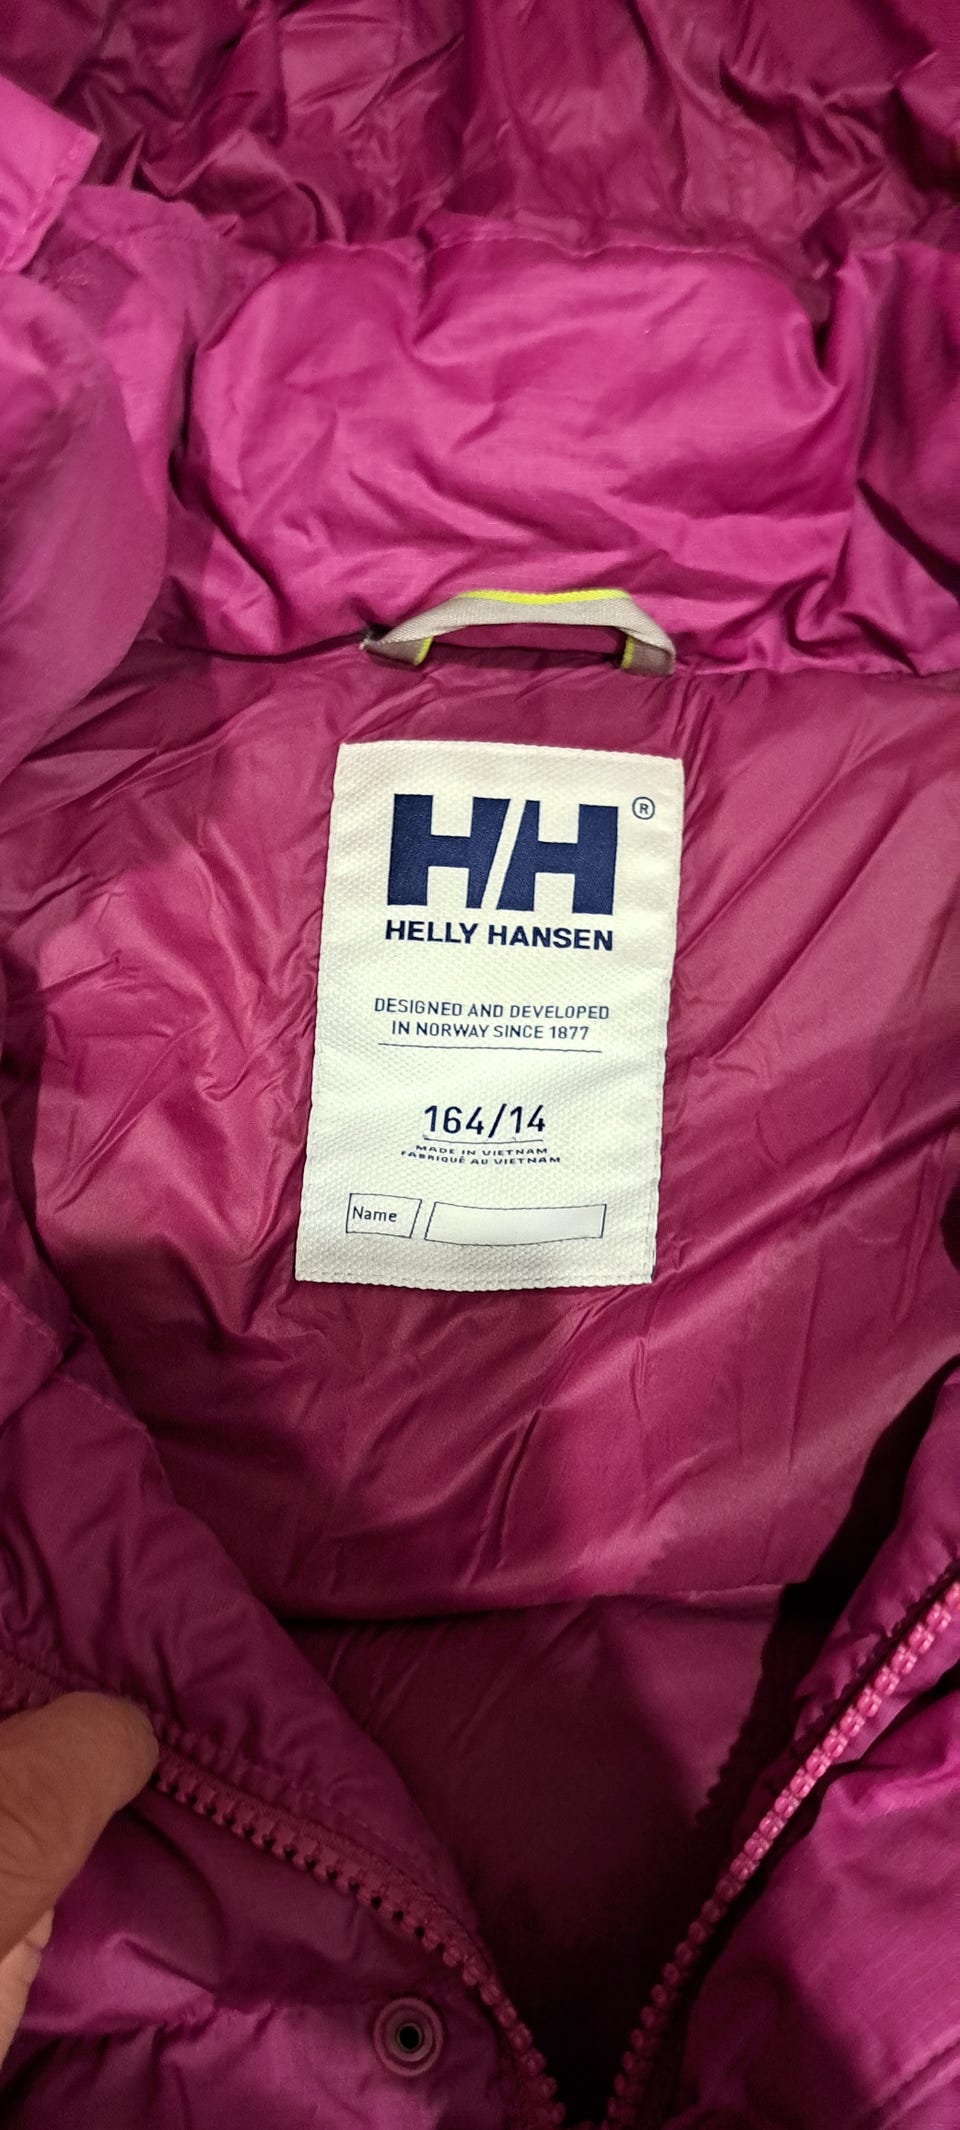 HH®
HELLY HANSEN
DESIGNED AND DEVELOPED
IN NORWAY SINCE 1877
164/14
MADE IN VIETNAM
FABRIQUÉ AU VIETNAM
Name